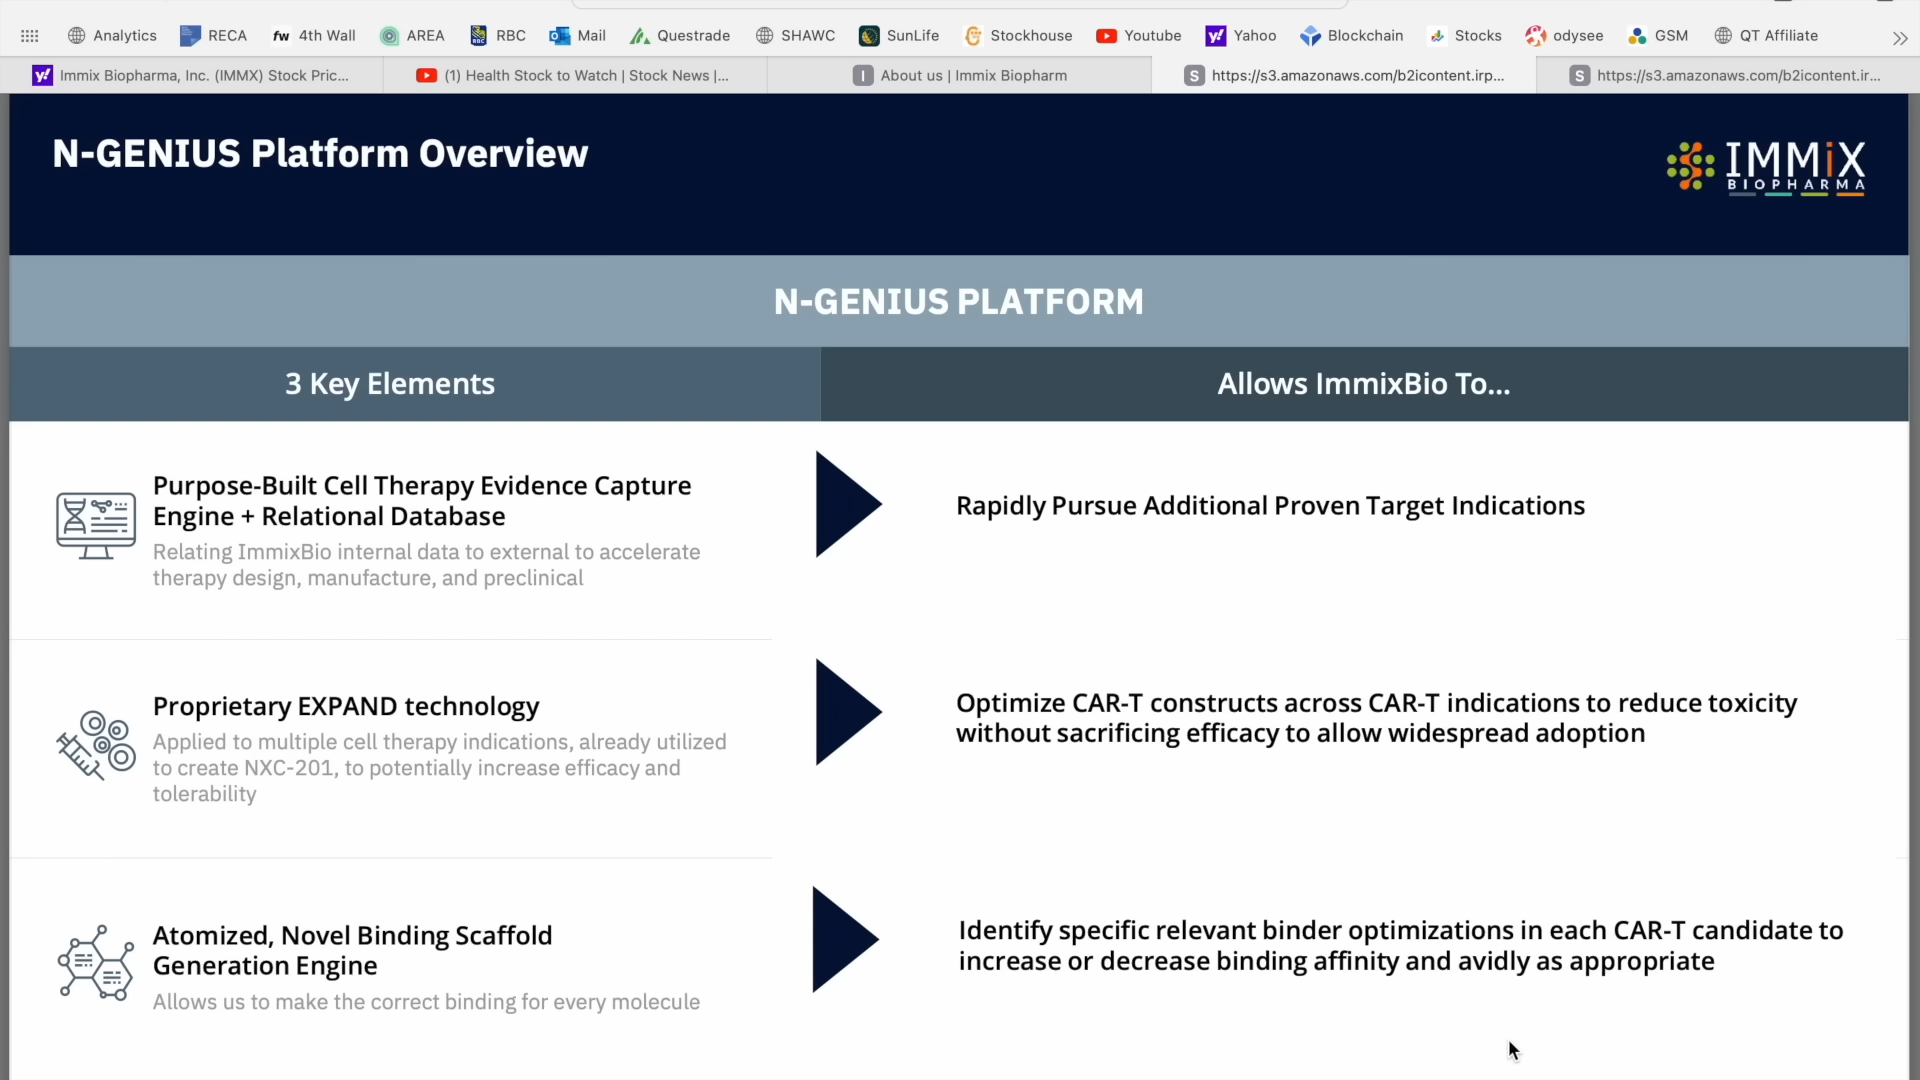 Analytics RECA fw 4th Wall AREA RBC Mail Questrade SHAWC SunLife Stockhouse Youtube y! Yahoo Blockchain Stocks odysee GSM QT Affiliate
y! Immix Biopharma, Inc. (IMMX) Stock Pric... (1) Health Stock to Watch | Stock News |... I About us | Immix Biopharm S https://s3.amazonaws.com/b2icontent.irp... S https://s3.amazonaws.com/b2icontent.ir...
N-GENIUS Platform Overview
IMMiX
BIOPHARMA
N-GENIUS PLATFORM
3 Key Elements
Allows ImmixBio To...
Purpose-Built Cell Therapy Evidence Capture
Engine + Relational Database
Relating ImmixBio internal data to external to accelerate
therapy design, manufacture, and preclinical
Rapidly Pursue Additional Proven Target Indications
Proprietary EXPAND technology
Applied to multiple cell therapy indications, already utilized
to create NXC-201, to potentially increase efficacy and
tolerability
Optimize CAR-T constructs across CAR-T indications to reduce toxicity
without sacrificing efficacy to allow widespread adoption
Atomized, Novel Binding Scaffold
Generation Engine
Allows us to make the correct binding for every molecule
Identify specific relevant binder optimizations in each CAR-T candidate to
increase or decrease binding affinity and avidly as appropriate